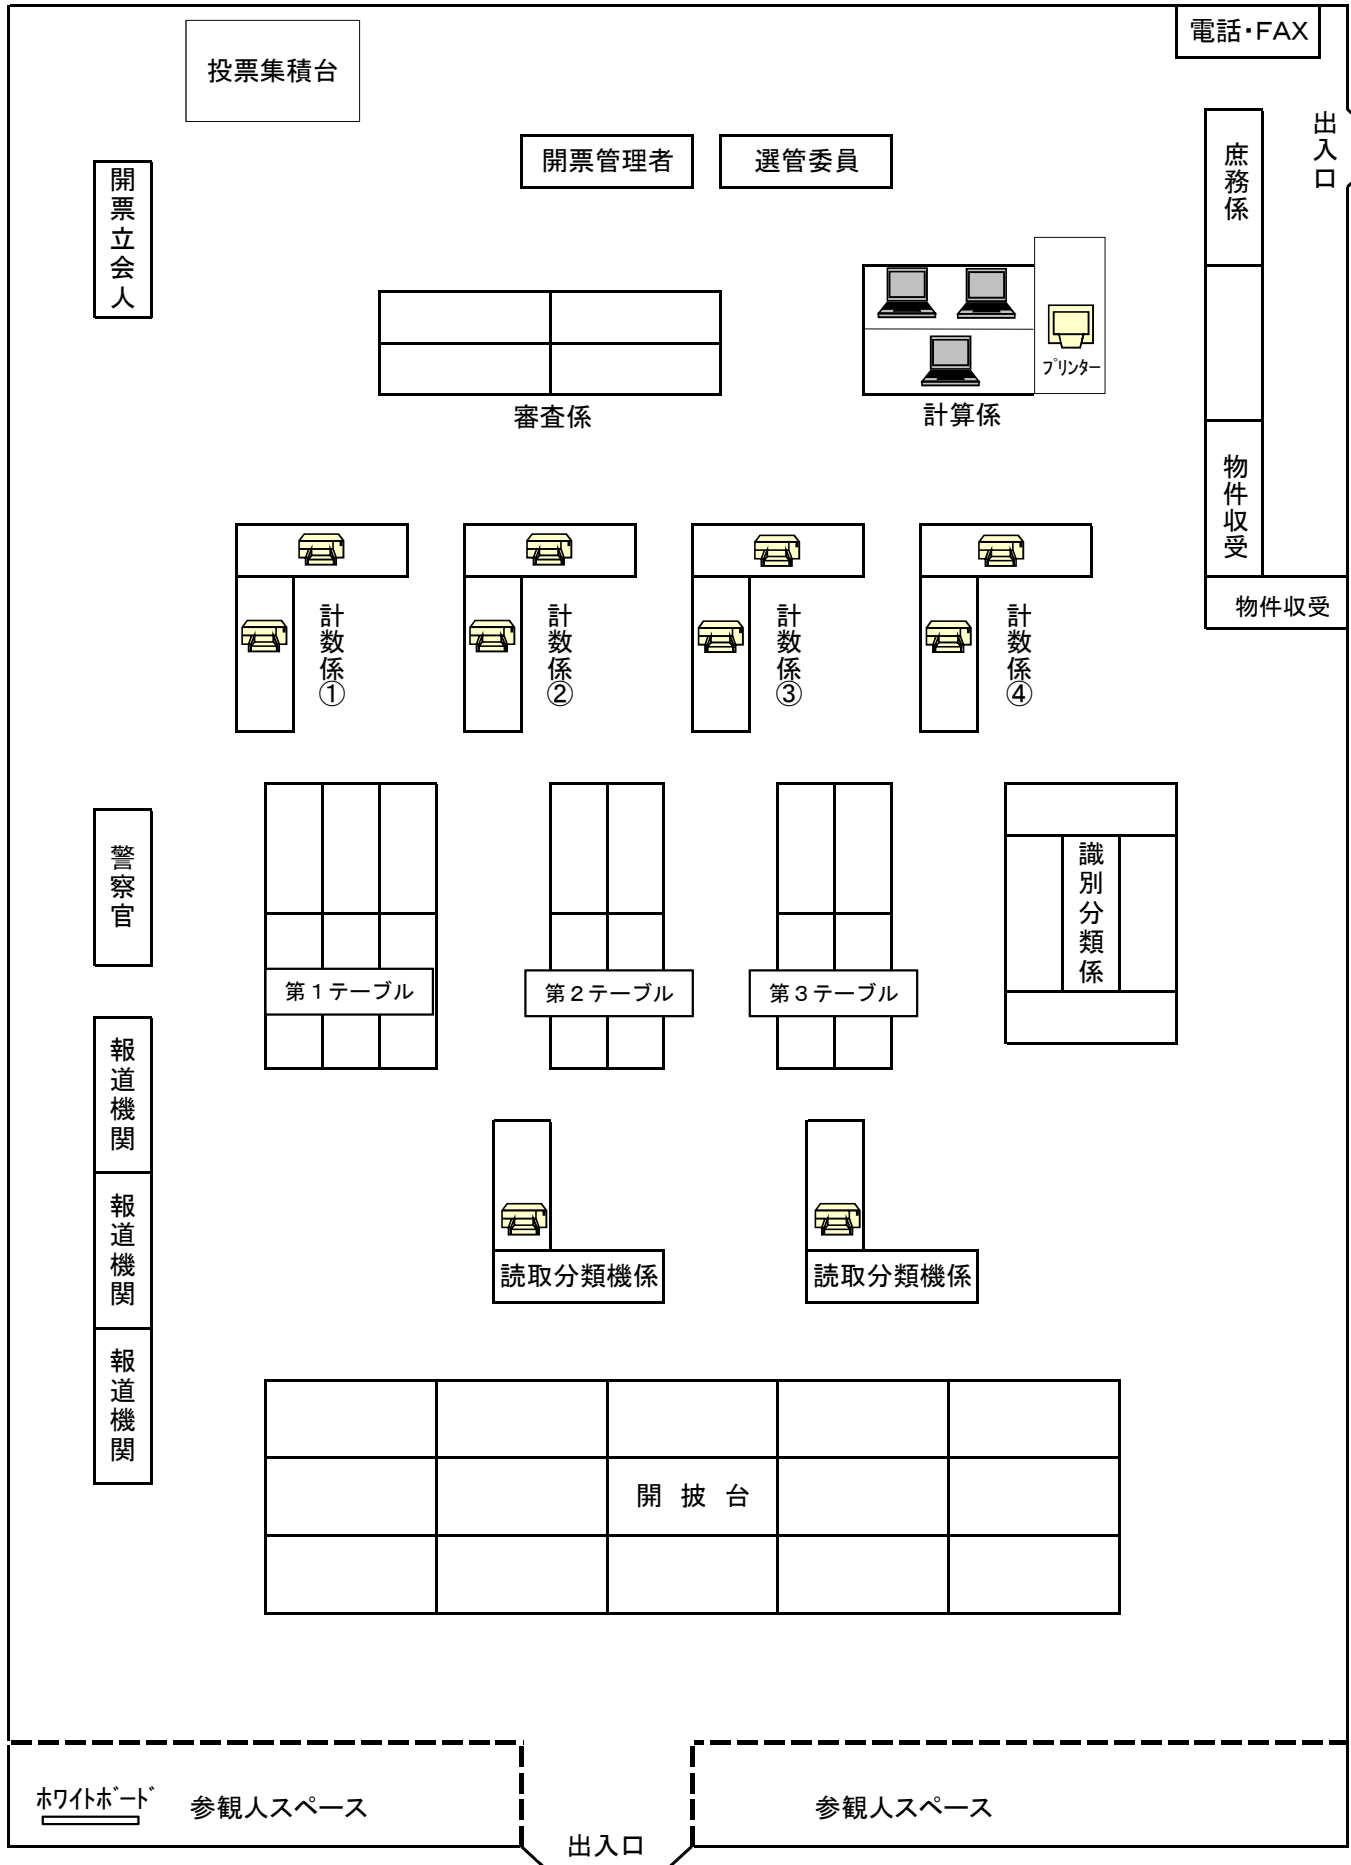 電話・FAX
投票集積台
出入口
開票管理者
選管委員
庶務係
開票立会人
プリンター
審査係
計算係
物件収受
物件収受
計数係①
計数係②
計数係③
計数係④
警察官
識別分類係
第1テーブル
第2テーブル
第3テーブル
報道機関
報道機関
報道機関
読取分類機係
読取分類機係
開披台
ホワイトボード
参観人スペース
参観人スペース
出入口